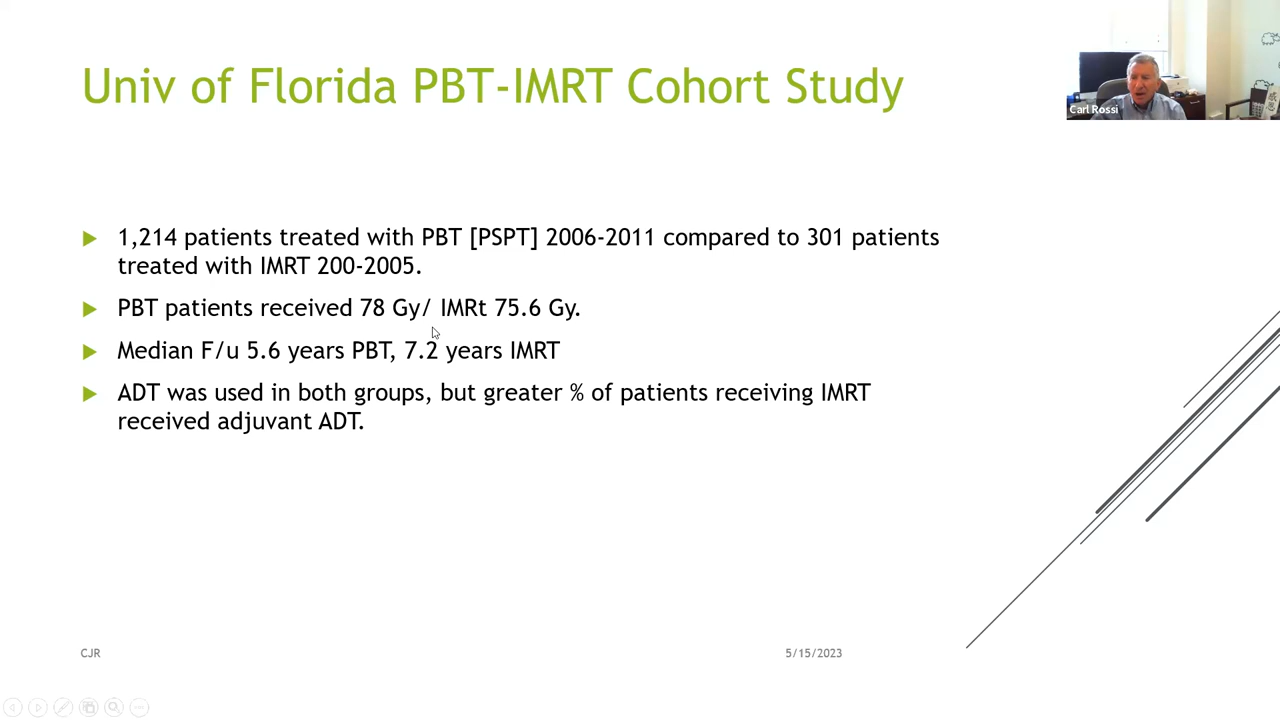 Univ of Florida PBT-IMRT Cohort Study
Carl Rossi
1,214 patients treated with PBT [PSPT] 2006-2011 compared to 301 patients
treated with IMRT 200-2005.
PBT patients received 78 Gy/ IMRt 75.6 Gy.
Median F/u 5.6 years PBT, 7.2 years IMRT
ADT was used in both groups, but greater % of patients receiving IMRT
received adjuvant ADT.
CJR
5/15/2023